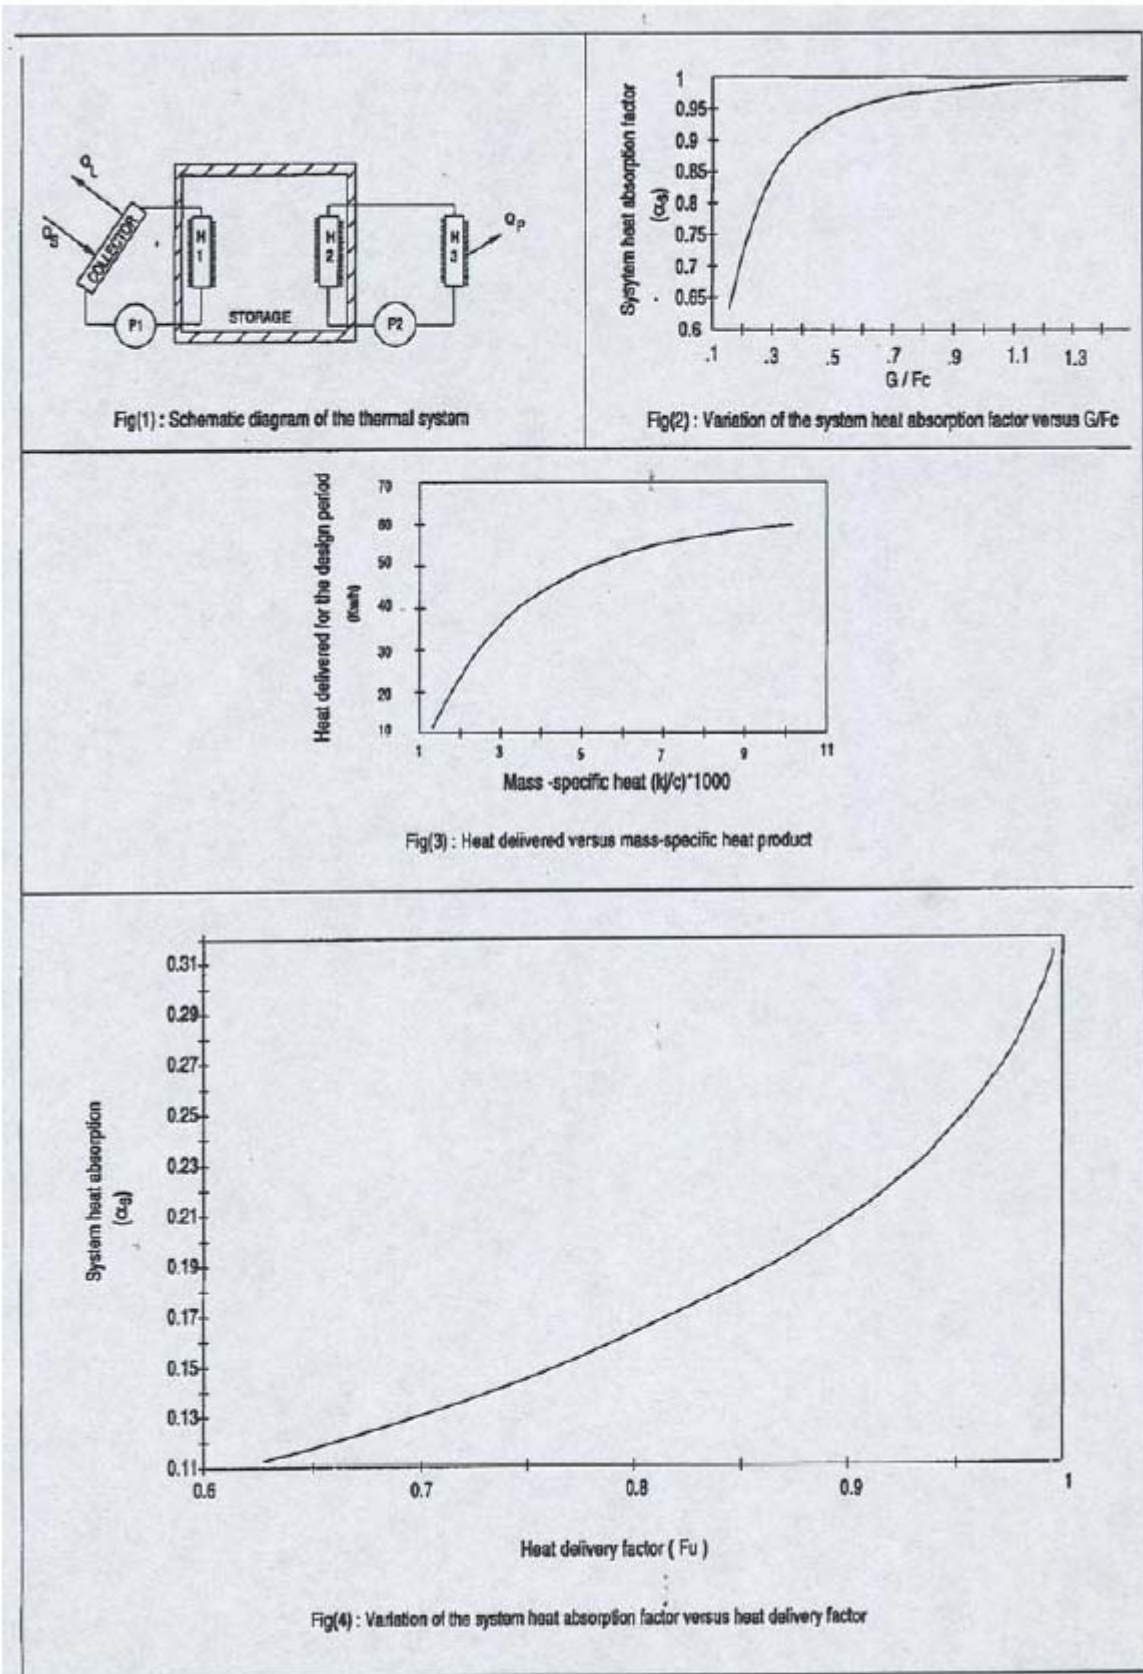 Q_L
Q_S
COLLECTOR
P1
H
1
STORAGE
H
2
P2
H
3
Q_P
Fig(1) : Schematic diagram of the thermal system
Sysytem heat absorption factor
(αs)
1
0.95
0.9
0.85
0.8
0.75
0.7
0.65
0.6
.1 .3 .5 .7 .9 1.1 1.3
G / Fc
Fig(2) : Variation of the system heat absorption factor versus G/Fc
Heat delivered for the design period
70
60
50
40
30
20
10
1 3 5 7 9 11
Mass -specific heat (kj/c)*1000
Fig(3) : Heat delivered versus mass-specific heat product
System heat absorption
(αs)
0.31
0.29
0.27
0.25
0.23
0.21
0.19
0.17
0.15
0.13
0.11
0.6 0.7 0.8 0.9 1
Heat delivery factor ( Fu )
Fig(4) : Variation of the system heat absorption factor versus heat delivery factor